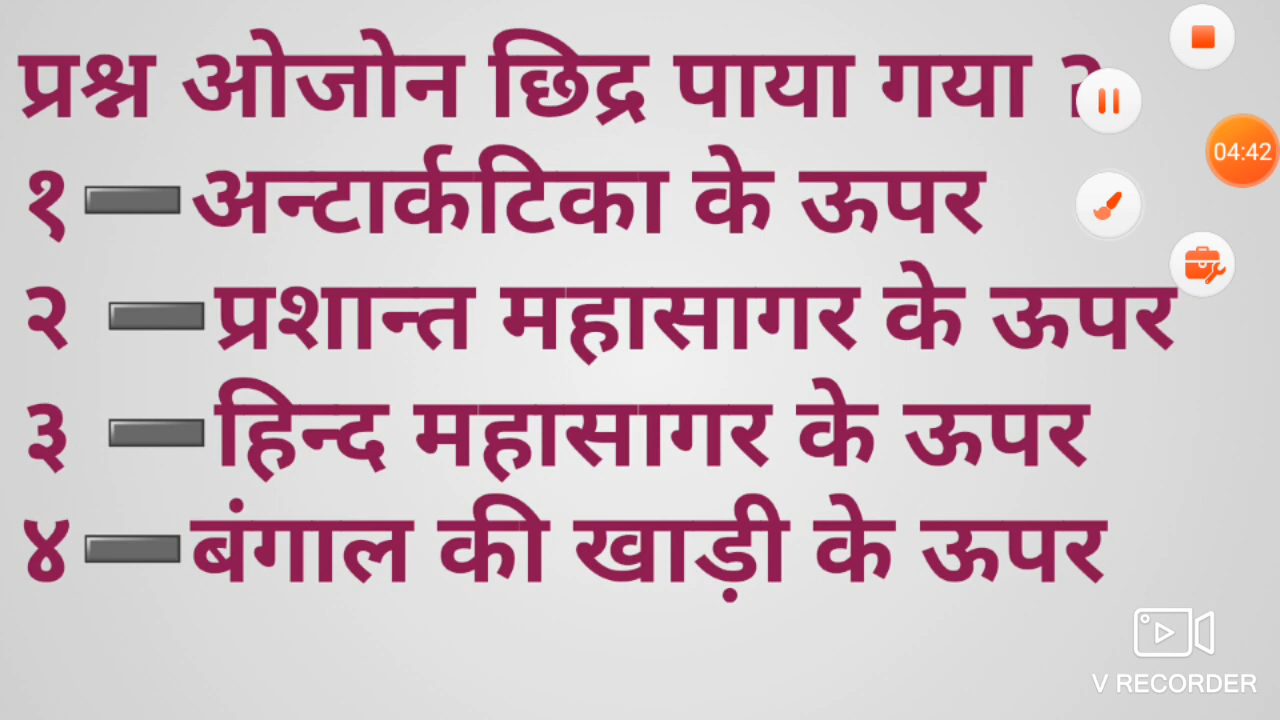 प्रश्न ओजोन छिद्र पाया गया ?
१➖अन्टार्कटिका के ऊपर
२ ➖प्रशान्त महासागर के ऊपर
३ ➖हिन्द महासागर के ऊपर
४➖बंगाल की खाड़ी के ऊपर
04:42
V RECORDER